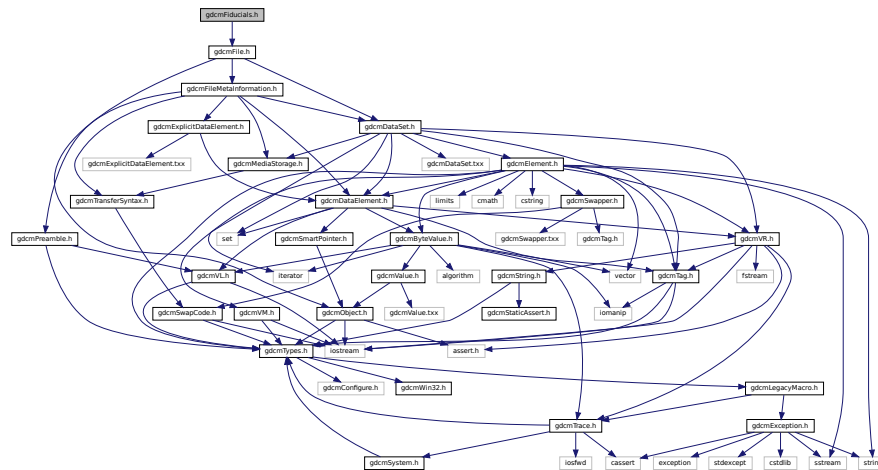 gdcmFiducials.h
gdcmFile.h
gdcmFileMetaInformation.h
gdcmExplicitDataElement.h
gdcmDataSet.h
gdcmExplicitDataElement.txx
gdcmMediaStorage.h
gdcmDataSet.txx
gdcmElement.h
gdcmTransferSyntax.h
gdcmDataElement.h
limits
cmath
cstring
gdcmSwapper.h
gdcmPreamble.h
set
gdcmSmartPointer.h
gdcmByteValue.h
gdcmSwapper.txx
gdcmTag.h
gdcmVR.h
gdcmVL.h
iterator
gdcmValue.h
algorithm
gdcmString.h
vector
gdcmTag.h
fstream
gdcmSwapCode.h
gdcmVM.h
gdcmObject.h
gdcmValue.txx
gdcmStaticAssert.h
iomanip
gdcmTypes.h
iostream
assert.h
gdcmConfigure.h
gdcmWin32.h
gdcmLegacyMacro.h
gdcmTrace.h
gdcmException.h
gdcmSystem.h
iosfwd
cassert
exception
stdexcept
cstdlib
sstream